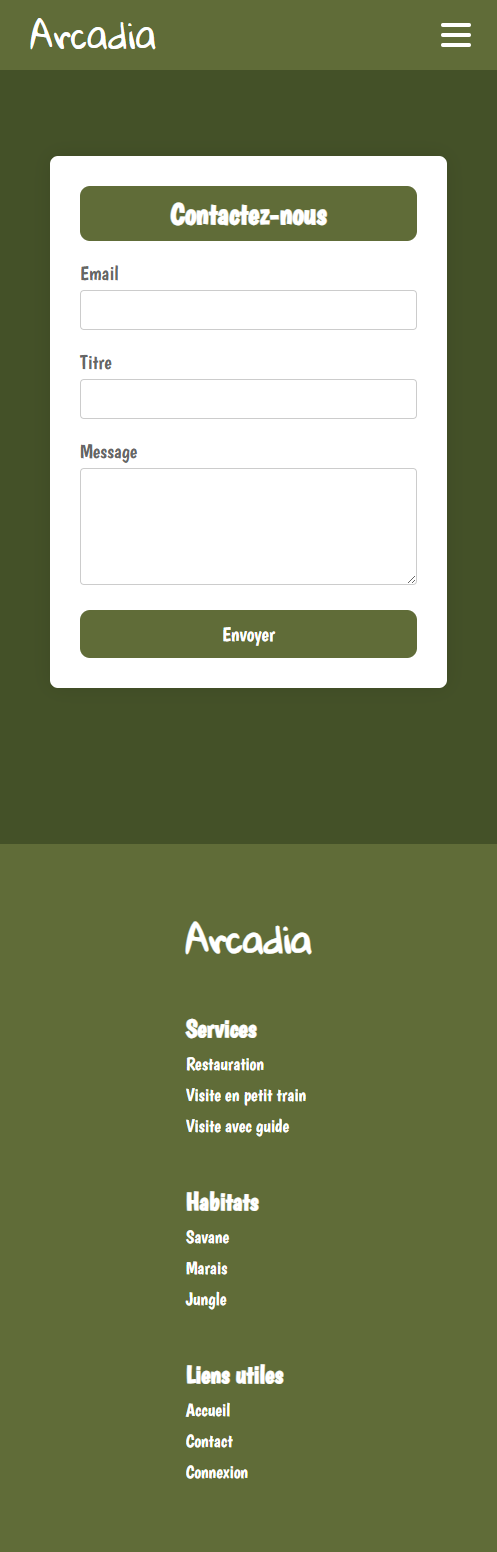 Arcadia
Contactez-nous
Email
Titre
Message
Envoyer
Arcadia
Services
Restauration
Visite en petit train
Visite avec guide
Habitats
Savane
Marais
Jungle
Liens utiles
Accueil
Contact
Connexion